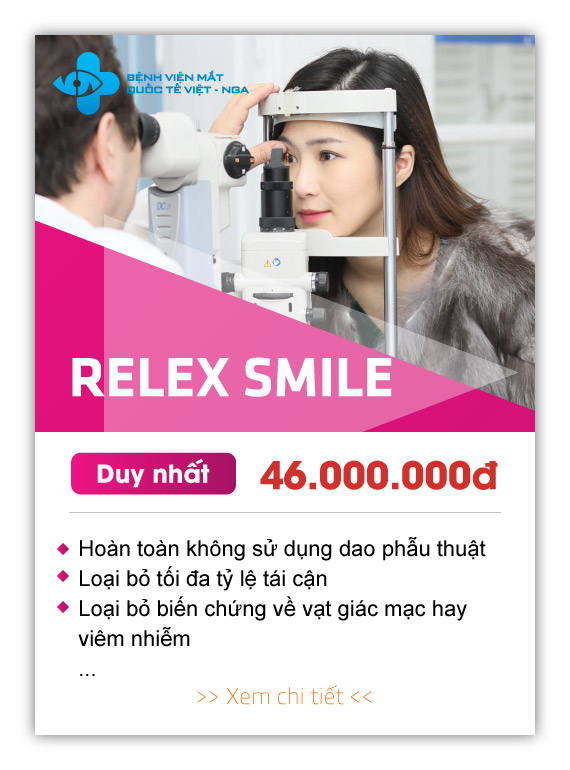 BỆNH VIỆN MẮT
QUỐC TẾ VIỆT - NGA
RELEX SMILE
Duy nhất
46.000.000đ
Hoàn toàn không sử dụng dao phẫu thuật
Loại bỏ tối đa tỷ lệ tái cận
Loại bỏ biến chứng về vạt giác mạc hay
viêm nhiễm
...
>> Xem chi tiết <<